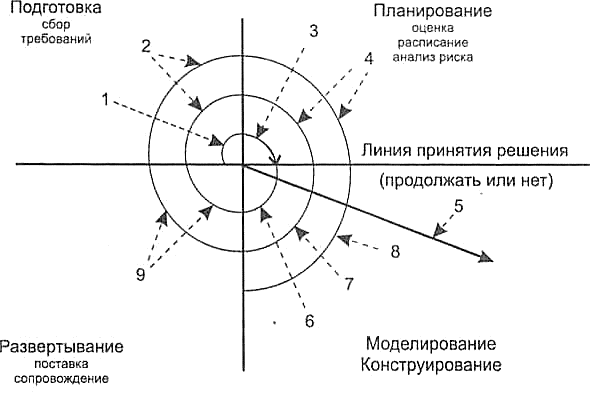 Подготовка
сбор
требований
Планирование
оценка
расписание
анализ риска
2
3
4
1
Линия принятия решения
(продолжать или нет)
5
9
8
7
6
Развертывание
поставка
сопровождение
Моделирование
Конструирование